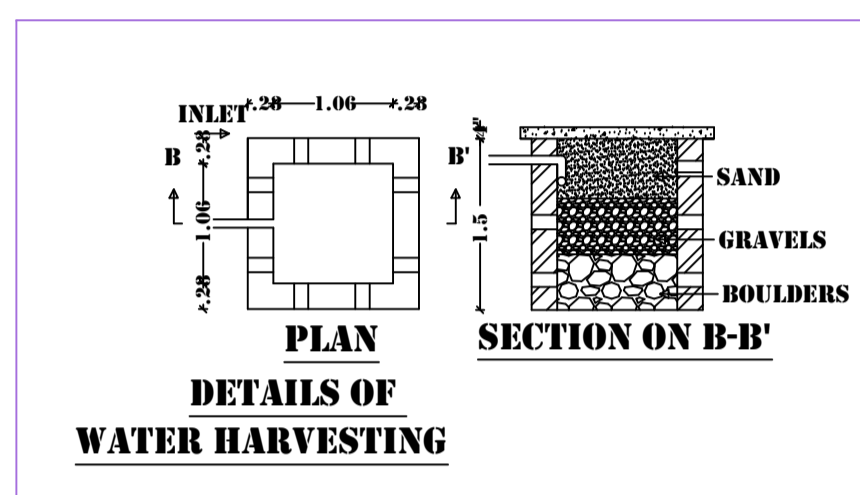 .28 1.06 .28
INLET
.28
B
1.06
.28
PLAN
DETAILS OF
WATER HARVESTING
4"
B'
1.5
SAND
GRAVELS
BOULDERS
SECTION ON B-B'